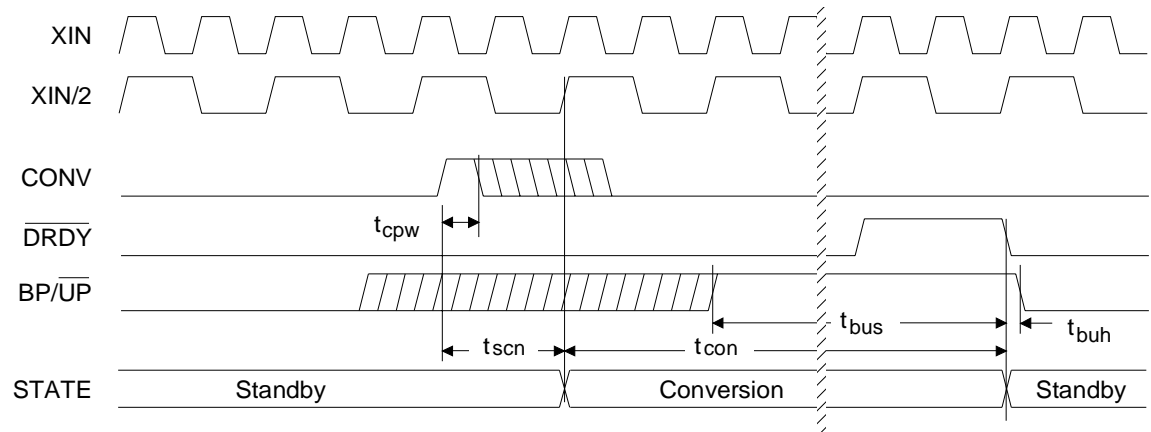 XIN
XIN/2
CONV
tcpw
DRDY
BP/UP
tbus
tbuh
tscn
tcon
STATE
Standby
Conversion
Standby